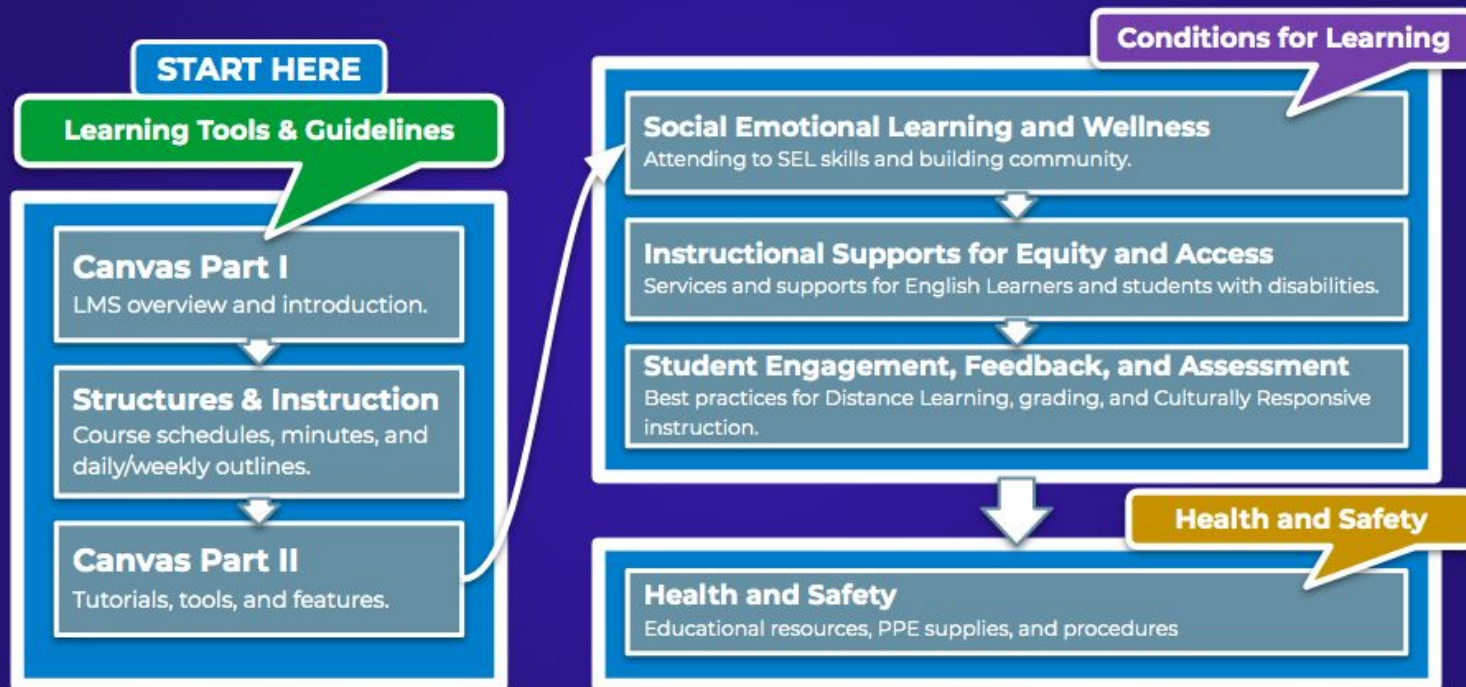 START HERE
Learning Tools & Guidelines
Canvas Part I
LMS overview and introduction.
Structures & Instruction
Course schedules, minutes, and
daily/weekly outlines.
Canvas Part II
Tutorials, tools, and features.
Conditions for Learning
Social Emotional Learning and Wellness
Attending to SEL skills and building community.
Instructional Supports for Equity and Access
Services and supports for English Learners and students with disabilities.
Student Engagement, Feedback, and Assessment
Best practices for Distance Learning, grading, and Culturally Responsive
instruction.
Health and Safety
Health and Safety
Educational resources, PPE supplies, and procedures